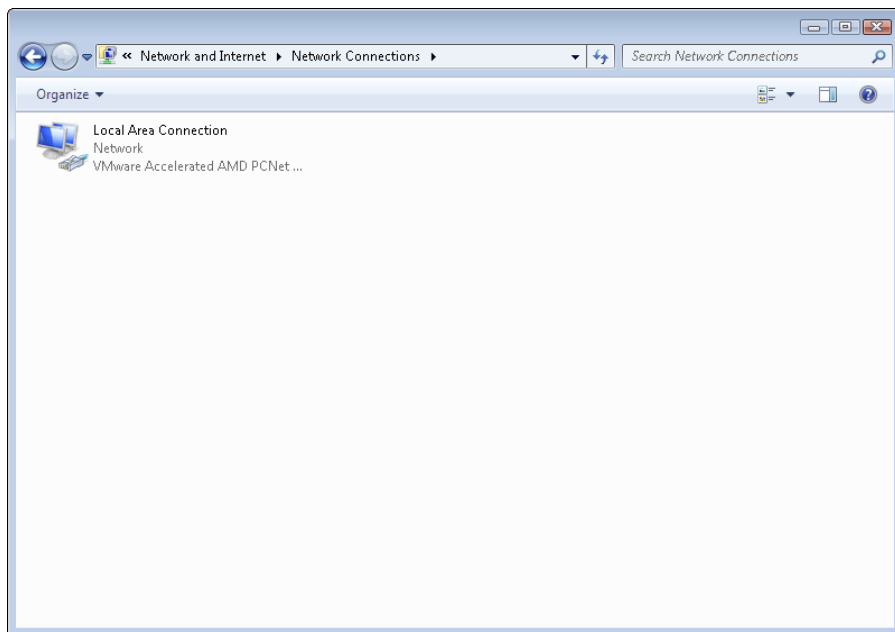 « Network and Internet ▸ Network Connections ▸
Search Network Connections
Organize
Local Area Connection
Network
VMware Accelerated AMD PCNet ...